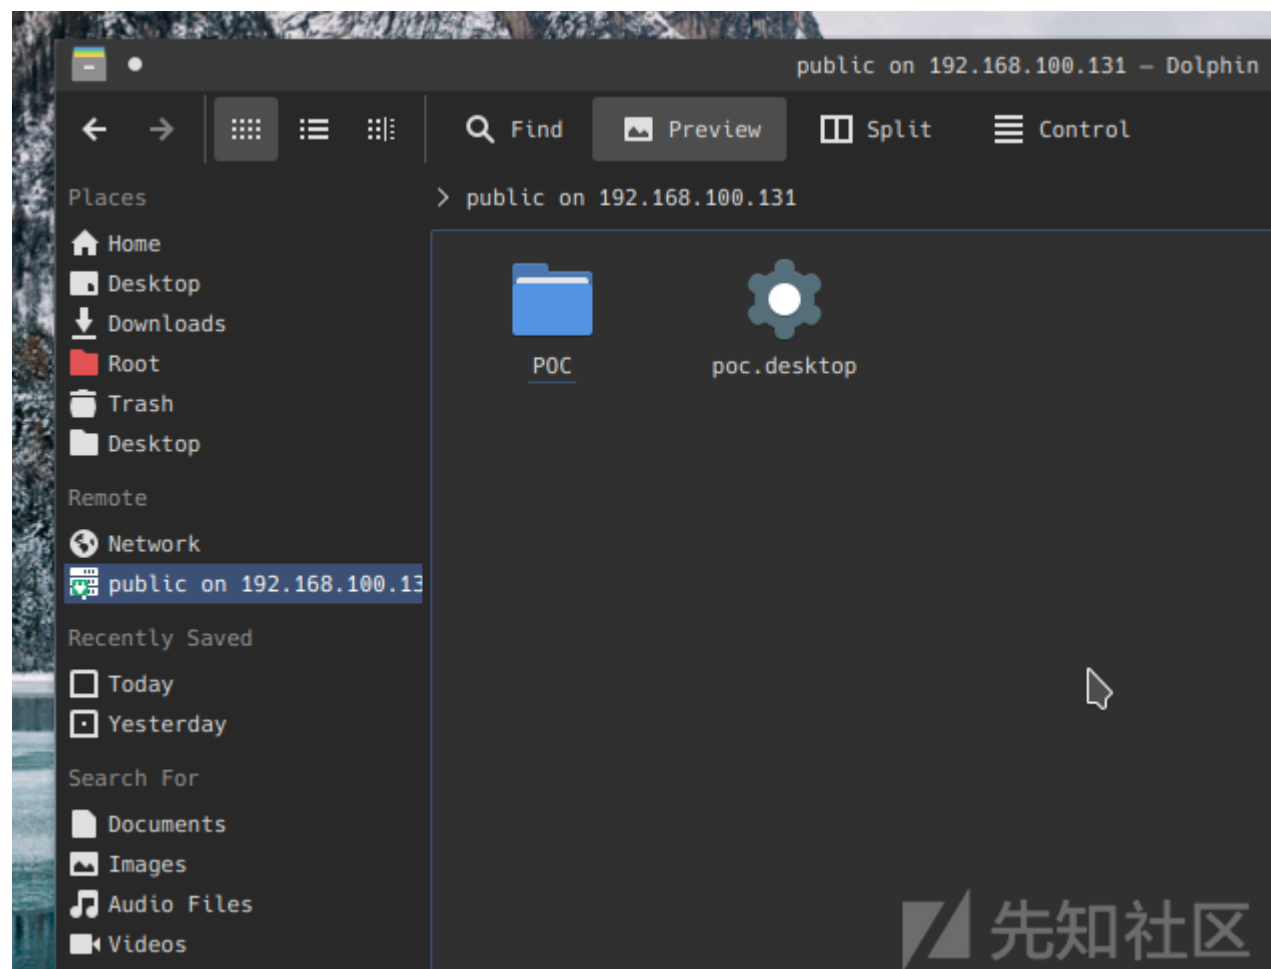 public on 192.168.100.131 — Dolphin
Find
Preview
Split
Control
Places
public on 192.168.100.131
Home
Desktop
Downloads
Root
Trash
Desktop
Remote
Network
public on 192.168.100.13
Recently Saved
Today
Yesterday
Search For
Documents
Images
Audio Files
Videos
POC
poc.desktop
先知社区